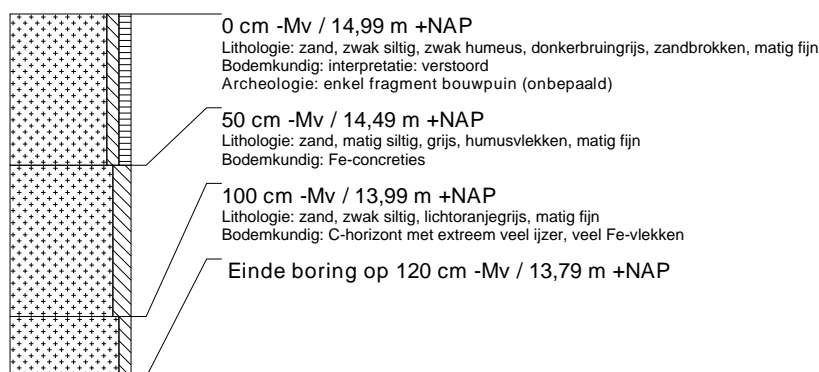 0 cm -Mv / 14,99 m +NAP
Lithologie: zand, zwak siltig, zwak humeus, donkerbruingrijs, zandbrokken, matig fijn
Bodemkundig: interpretatie: verstoord
Archeologie: enkel fragment bouwpuin (onbepaald)
50 cm -Mv / 14,49 m +NAP
Lithologie: zand, matig siltig, grijs, humusvlekken, matig fijn
Bodemkundig: Fe-concreties
100 cm -Mv / 13,99 m +NAP
Lithologie: zand, zwak siltig, lichtoranjegrijs, matig fijn
Bodemkundig: C-horizont met extreem veel ijzer, veel Fe-vlekken
Einde boring op 120 cm -Mv / 13,79 m +NAP